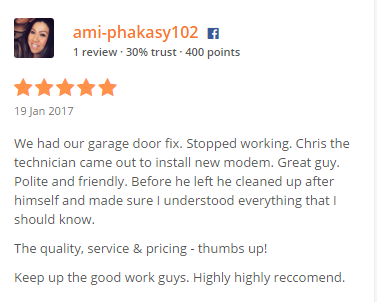 ami-phakasy102
1 review · 30% trust · 400 points
19 Jan 2017
We had our garage door fix. Stopped working. Chris the
technician came out to install new modem. Great guy.
Polite and friendly. Before he left he cleaned up after
himself and made sure I understood everything that I
should know.
The quality, service & pricing - thumbs up!
Keep up the good work guys. Highly highly reccomend.